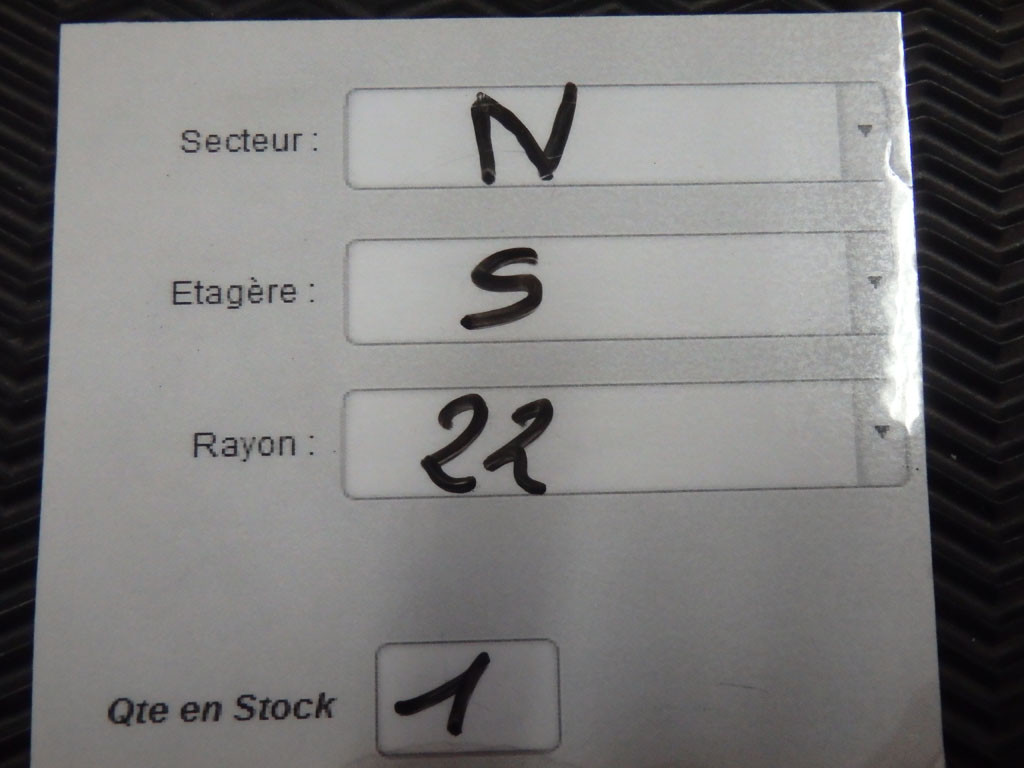 Secteur : N
Etagère : S
Rayon : 22
Qte en Stock 1